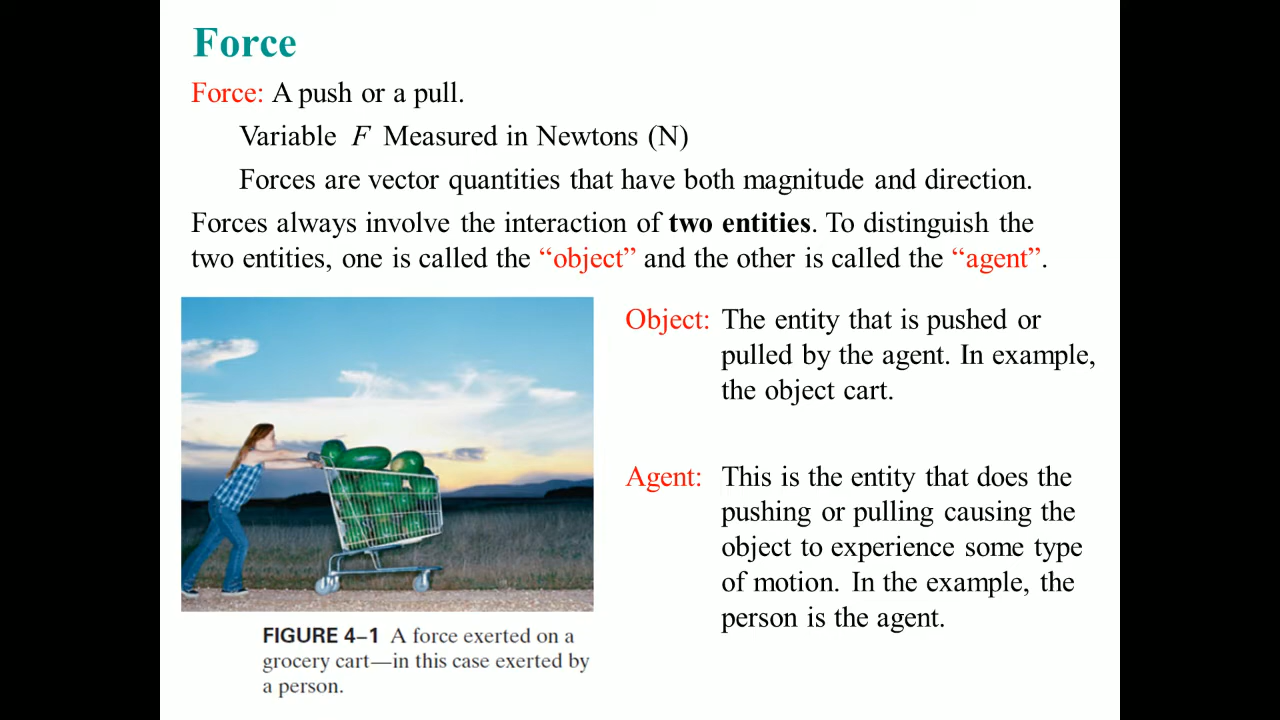 Force
Force: A push or a pull.
Variable F Measured in Newtons (N)
Forces are vector quantities that have both magnitude and direction.
Forces always involve the interaction of two entities. To distinguish the
two entities, one is called the “object” and the other is called the “agent”.
Object: The entity that is pushed or
pulled by the agent. In example,
the object cart.
Agent: This is the entity that does the
pushing or pulling causing the
object to experience some type
of motion. In the example, the
person is the agent.
FIGURE 4–1 A force exerted on a
grocery cart—in this case exerted by
a person.